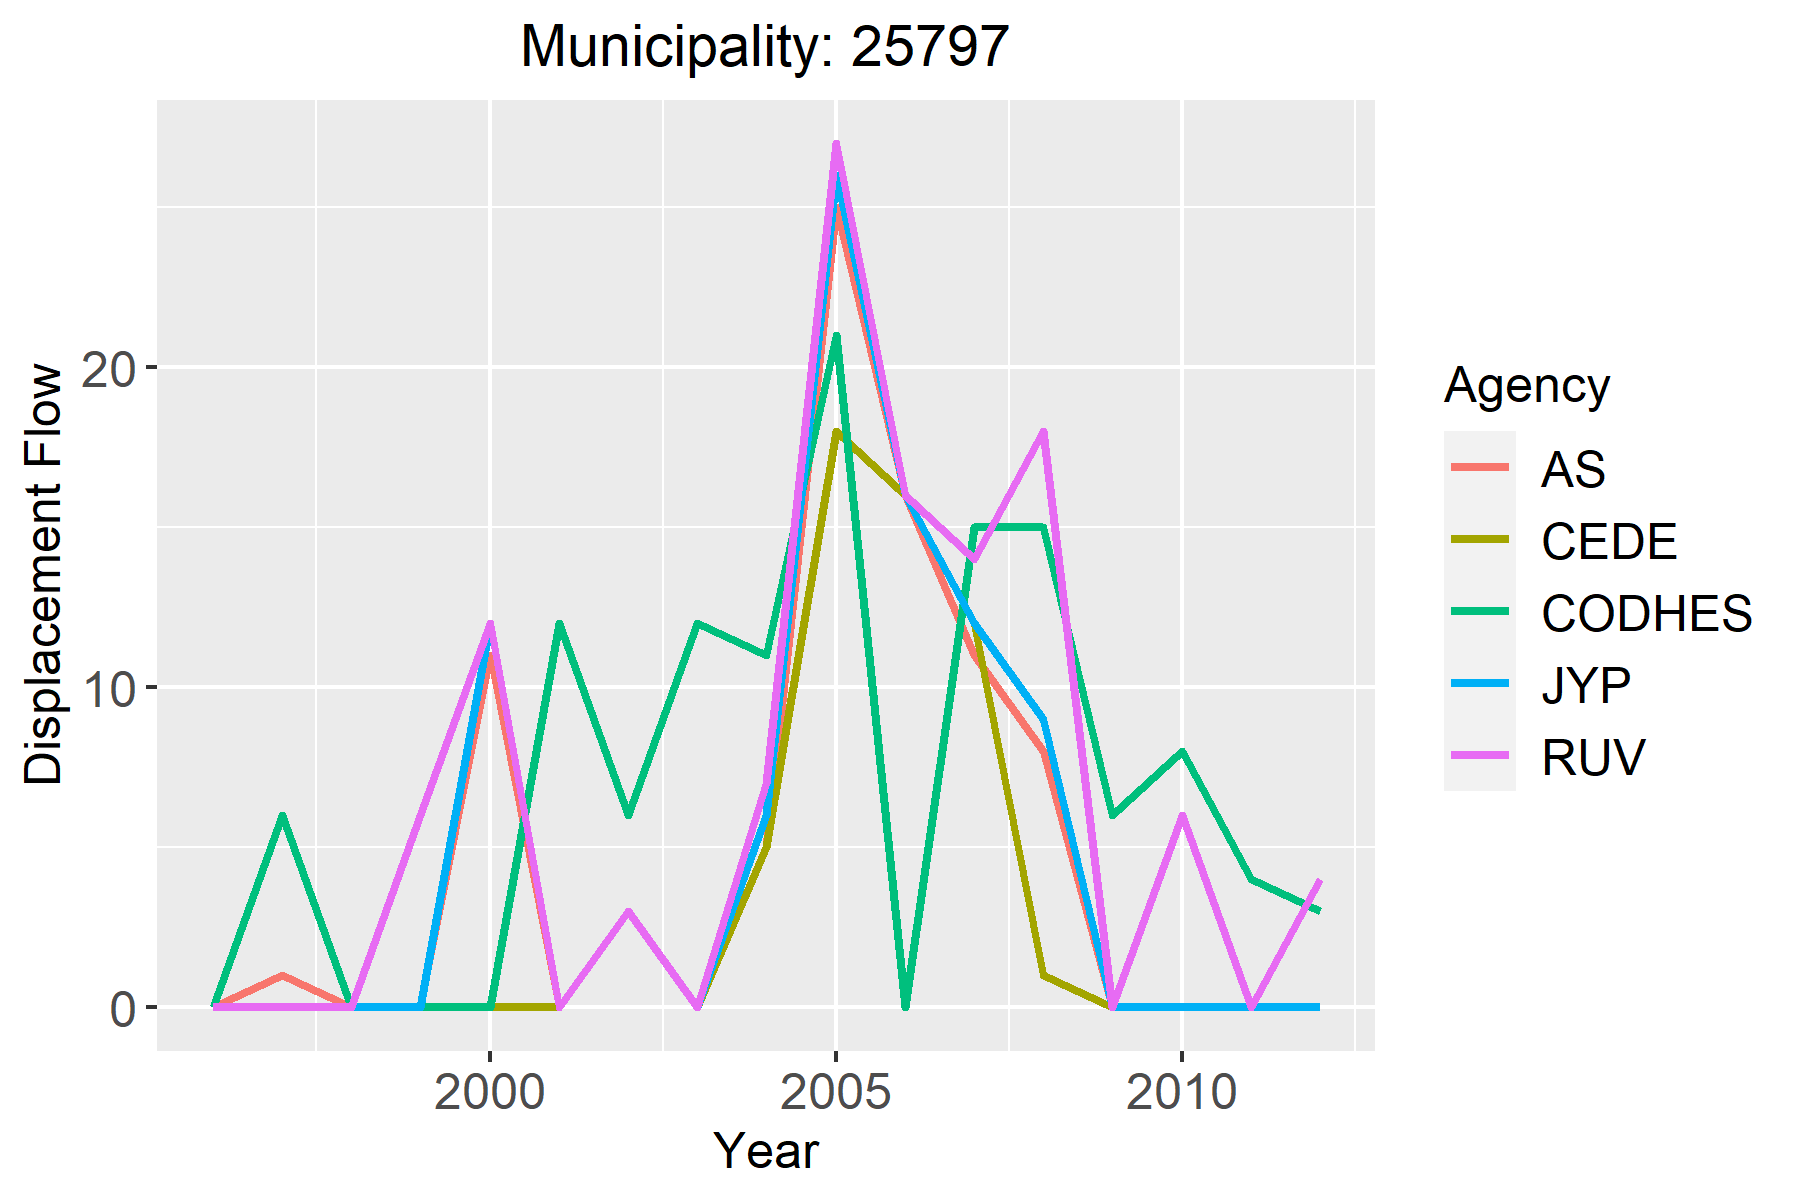 Municipality: 25797
Displacement Flow
20
10
0
2000
2005
2010
Year
Agency
AS
CEDE
CODHES
JYP
RUV